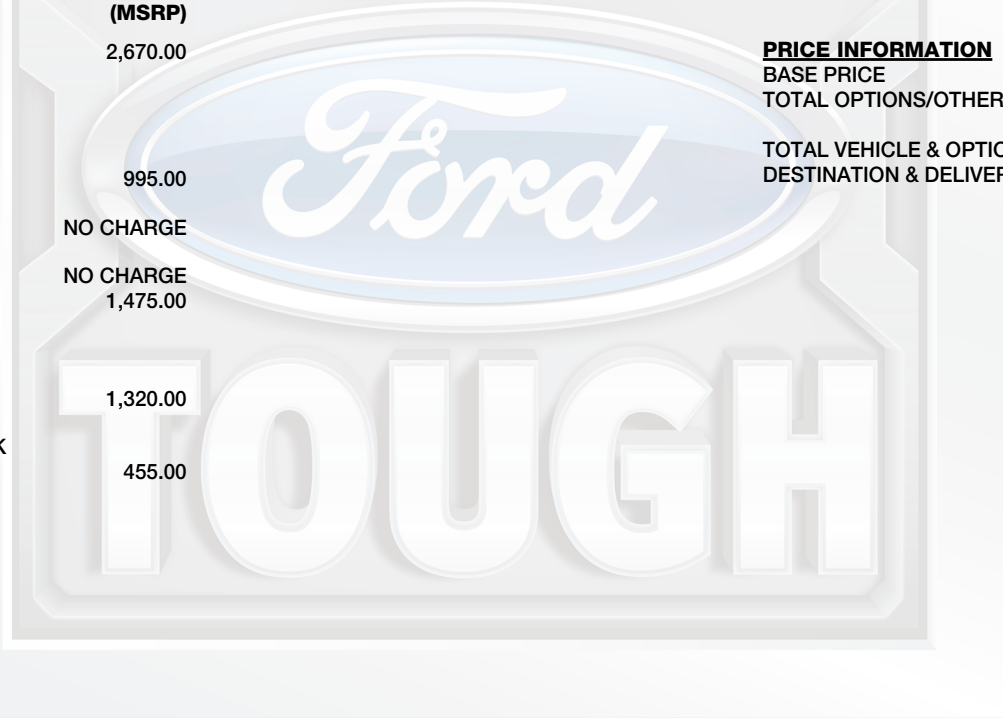 (MSRP)
2,670.00
995.00
NO CHARGE
NO CHARGE
1,475.00
1,320.00
K
455.00
PRICE INFORMATION
BASE PRICE
TOTAL OPTIONS/OTHER
TOTAL VEHICLE & OPTIO
DESTINATION & DELIVER
Ford
TOUGH